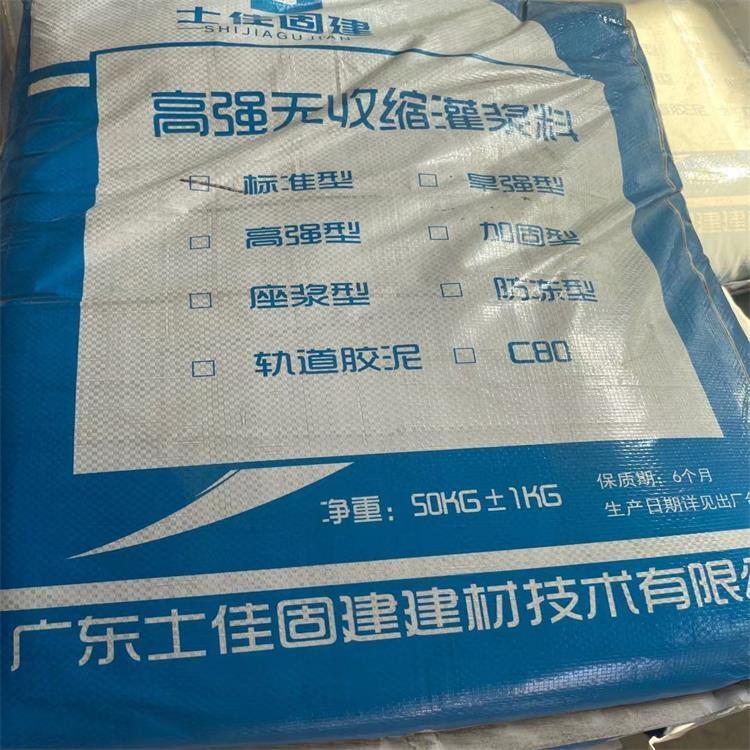 士佳固建
SHIJIAGUJIAN
高强无收缩灌浆料
□ 标准型 □ 早强型
□ 高强型 □ 加固型
□ 座浆型 □ 防冻型
□ 轨道胶泥 □ C80
净重：50KG±1KG
保质期：6个月
生产日期详见出厂
广东士佳固建建材技术有限